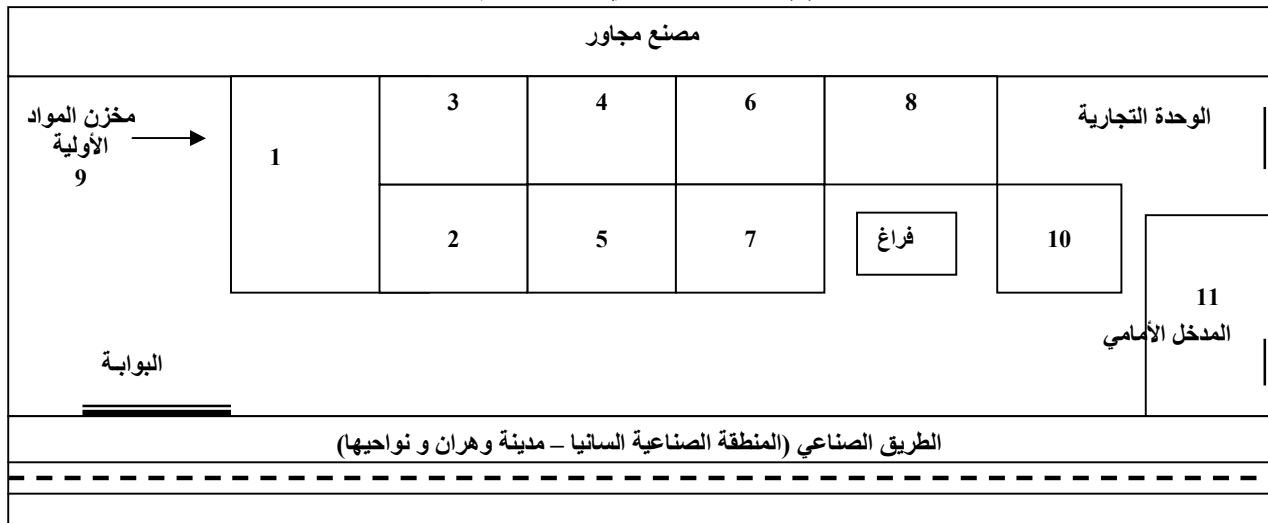 مصنع مجاور
3 4 6 8
الوحدة التجارية
مخزن المواد
الأولية
9
1
2 5 7
فراغ
10
11
المدخل الأمامي
البوابة
الطريق الصناعي (المنطقة الصناعية السانيا – مدينة وهران و نواحيها)